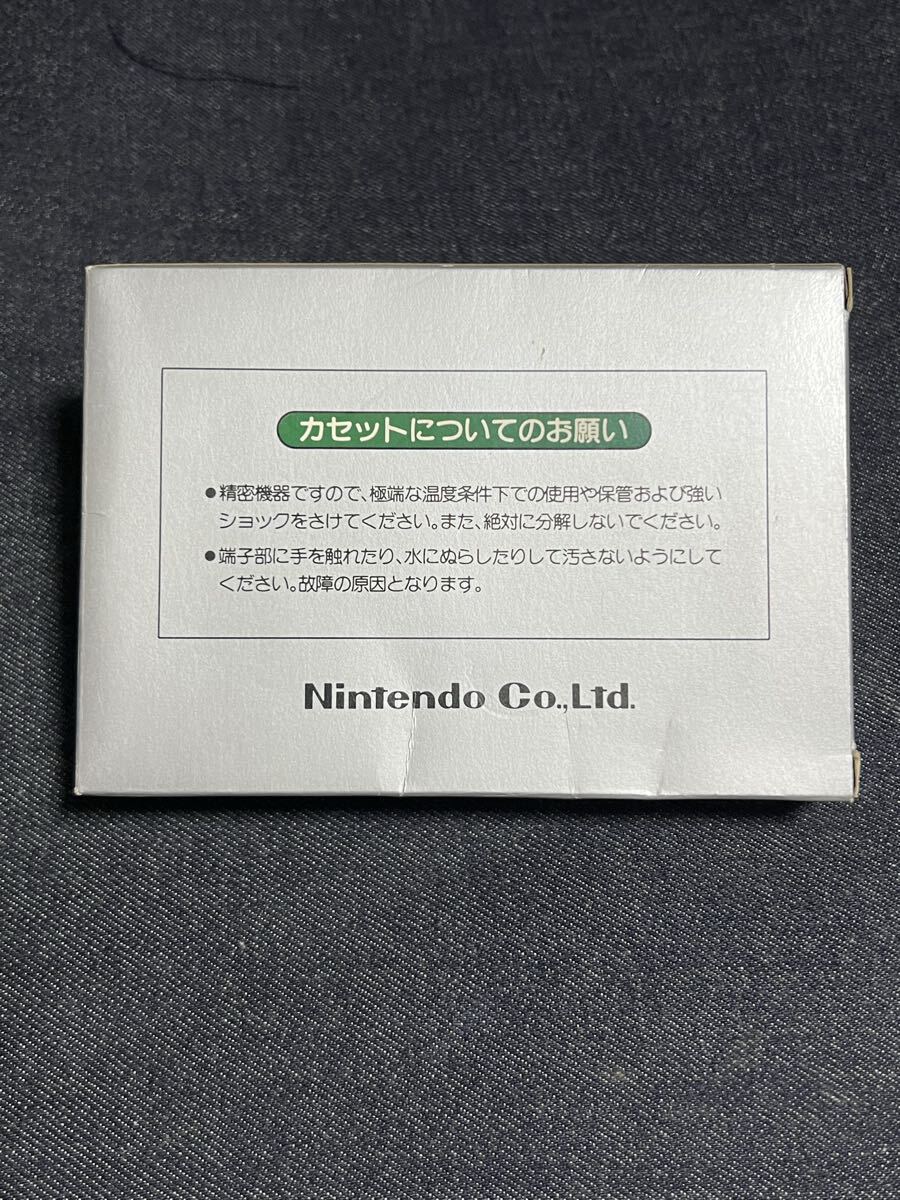 カセットについてのお願い
●精密機器ですので、極端な温度条件下での使用や保管および強い
ショックをさけてください。また、絶対に分解しないでください。
●端子部に手を触れたり、水にぬらしたりして汚さないようにして
ください。故障の原因となります。
Nintendo Co.,Ltd.